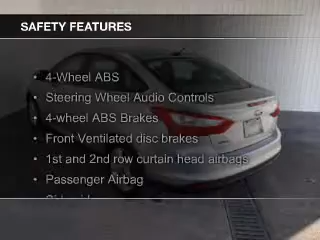 SAFETY FEATURES
• 4-Wheel ABS
• Steering Wheel Audio Controls
• 4-wheel ABS Brakes
• Front Ventilated disc brakes
• 1st and 2nd row curtain head airbags
• Passenger Airbag